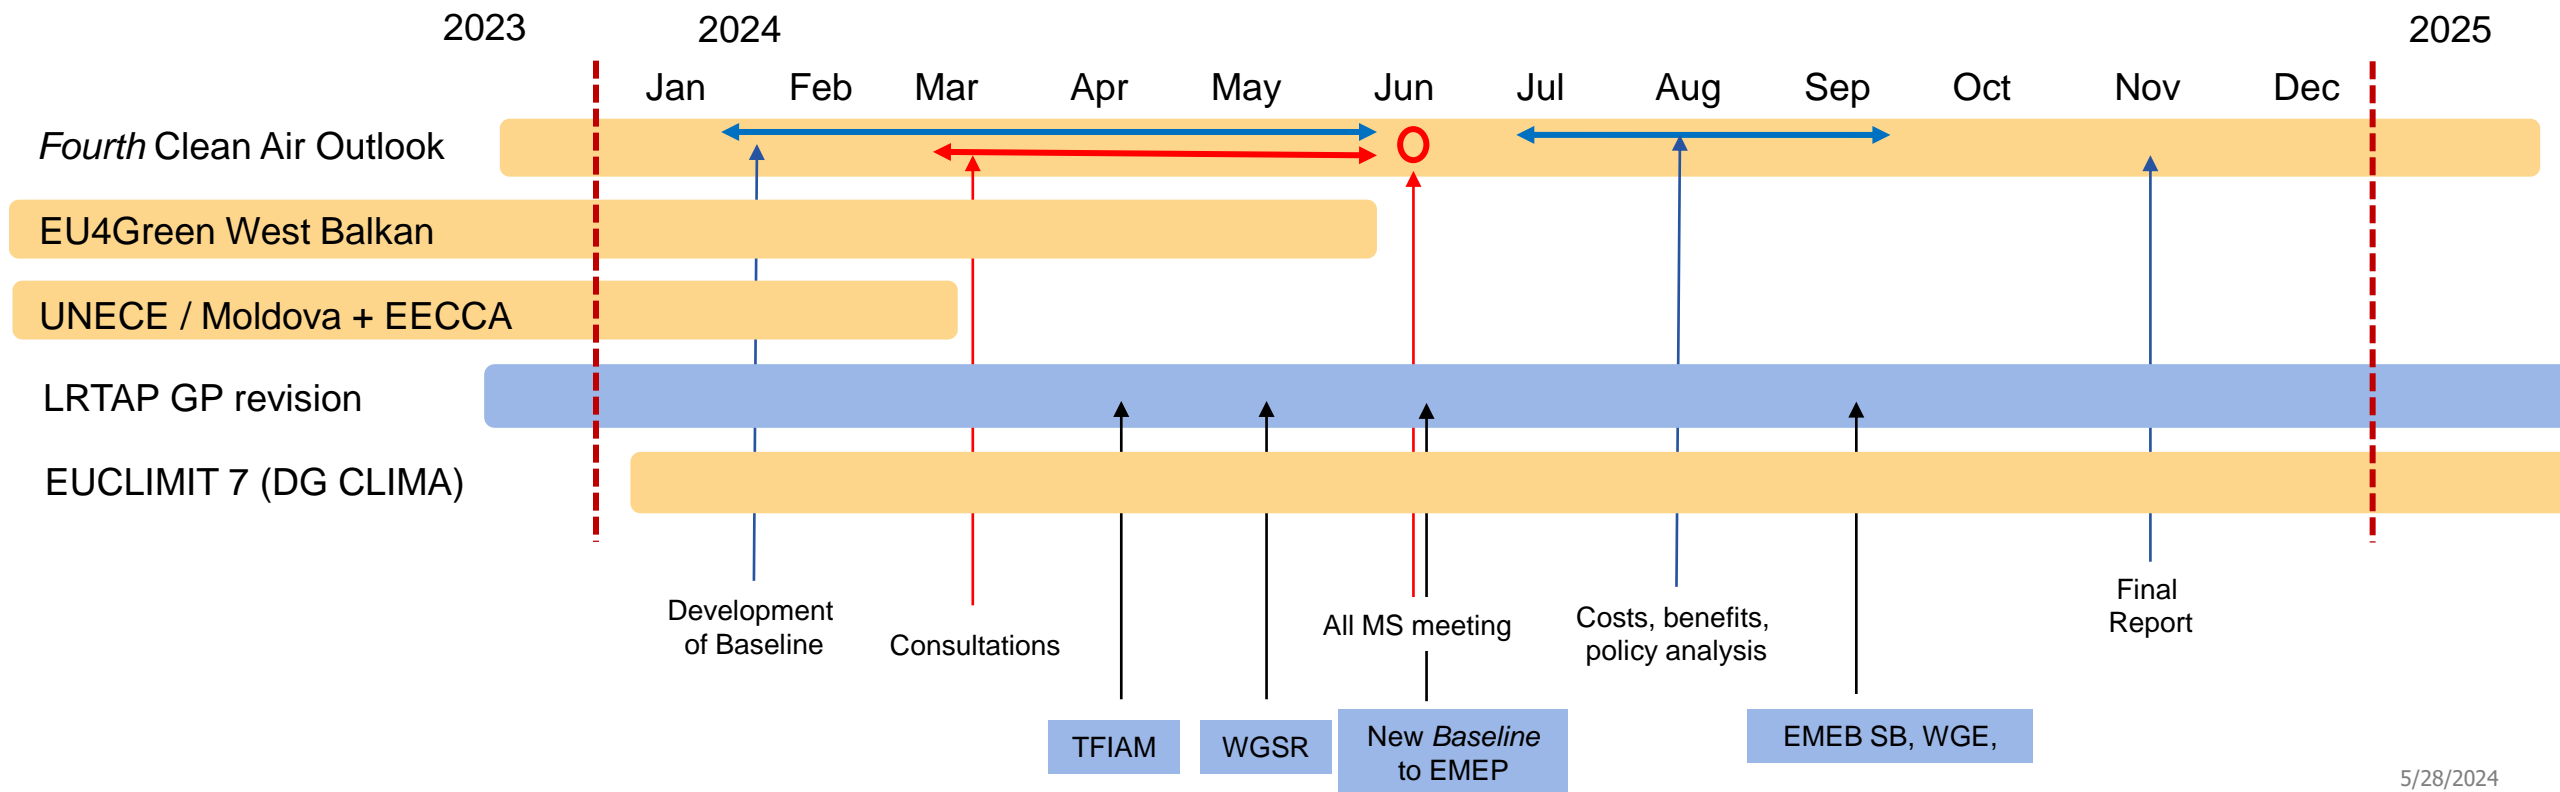 2023
2024
2025
Jan
Feb
Mar
Apr
May
Jun
Jul
Aug
Sep
Oct
Nov
Dec
Fourth Clean Air Outlook
EU4Green West Balkan
UNECE / Moldova + EECCA
LRTAP GP revision
EUCLIMIT 7 (DG CLIMA)
Development
of Baseline
Consultations
All MS meeting
Costs, benefits,
policy analysis
Final
Report
TFIAM
WGSR
New Baseline
to EMEP
EMEB SB, WGE,
5/28/2024